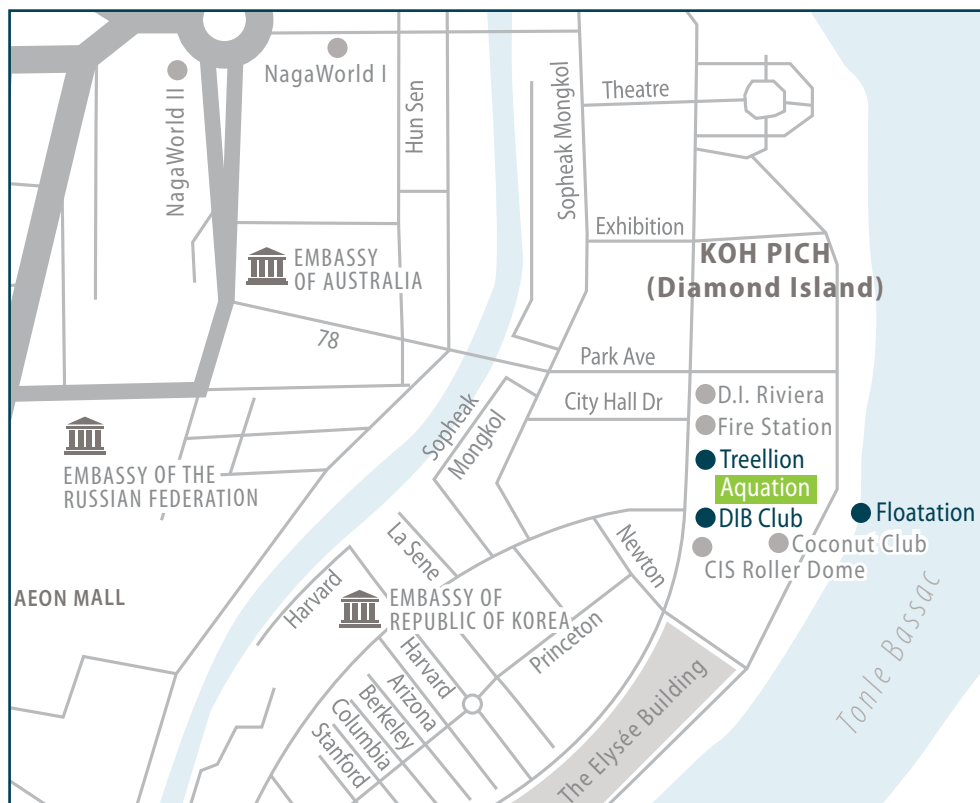 NagaWorld I
NagaWorld II
Hun Sen
Sopheak Mongkol
Theatre
Exhibition
EMBASSY
OF AUSTRALIA
KOH PICH
(Diamond Island)
78
Park Ave
City Hall Dr
D.I. Riviera
Fire Station
Treellion
Aquation
DIB Club
Floatation
Coconut Club
CIS Roller Dome
Sopheak
Mongkol
EMBASSY OF THE
RUSSIAN FEDERATION
La Sene
Newton
Harvard
AEON MALL
EMBASSY OF
REPUBLIC OF KOREA
Princeton
Harvard
Arizona
Berkeley
Columbia
Stanford
The Elysée Building
Tonle Bassac